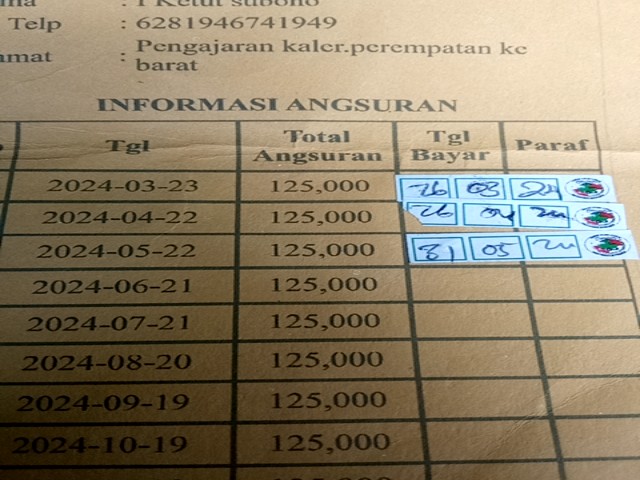 : I Ketut subono
Telp : 6281946741949
amat : Pengajaran kaler.perempatan ke
barat
INFORMASI ANGSURAN
Tgl Total Angsuran Tgl Bayar Paraf
2024-03-23 125,000 26 03 24
2024-04-22 125,000 26 04 24
2024-05-22 125,000 31 05 24
2024-06-21 125,000
2024-07-21 125,000
2024-08-20 125,000
2024-09-19 125,000
2024-10-19 125,000